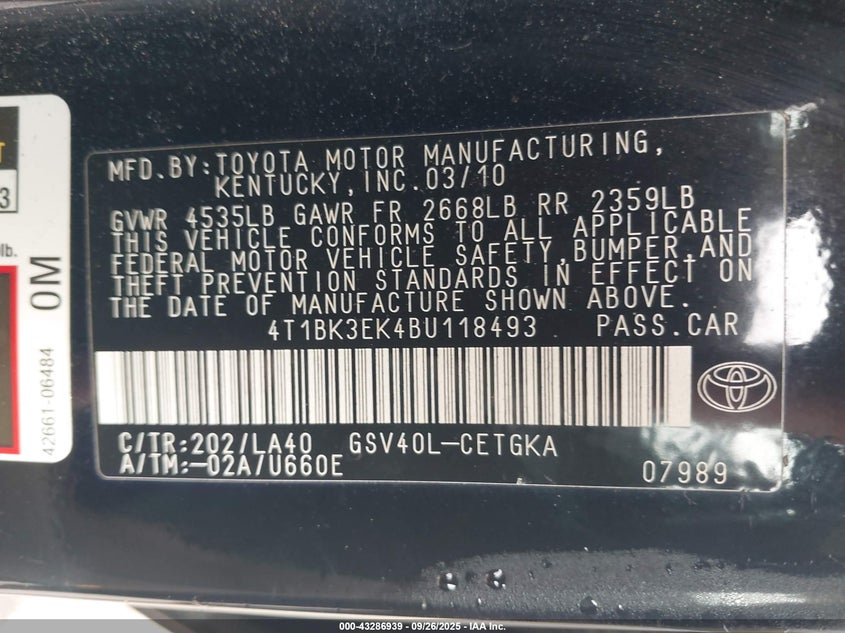 T
3
lb.
0M
42661-06484
MFD.BY:TOYOTA MOTOR MANUFACTURING,
KENTUCKY,INC.03/10
GVWR 4535LB GAWR FR 2668LB RR 2359LB
THIS VEHICLE CONFORMS TO ALL APPLICABLE
FEDERAL MOTOR VEHICLE SAFETY,BUMPER,AND
THEFT PREVENTION STANDARDS IN EFFECT ON
THE DATE OF MANUFACTURE SHOWN ABOVE.
4T1BK3EK4BU118493 PASS.CAR
C/TR:202/LA40 GSV40L-CETGKA
A/TM:-02A/U660E
07989
000-43286939 - 09/26/2025 - IAA Inc.